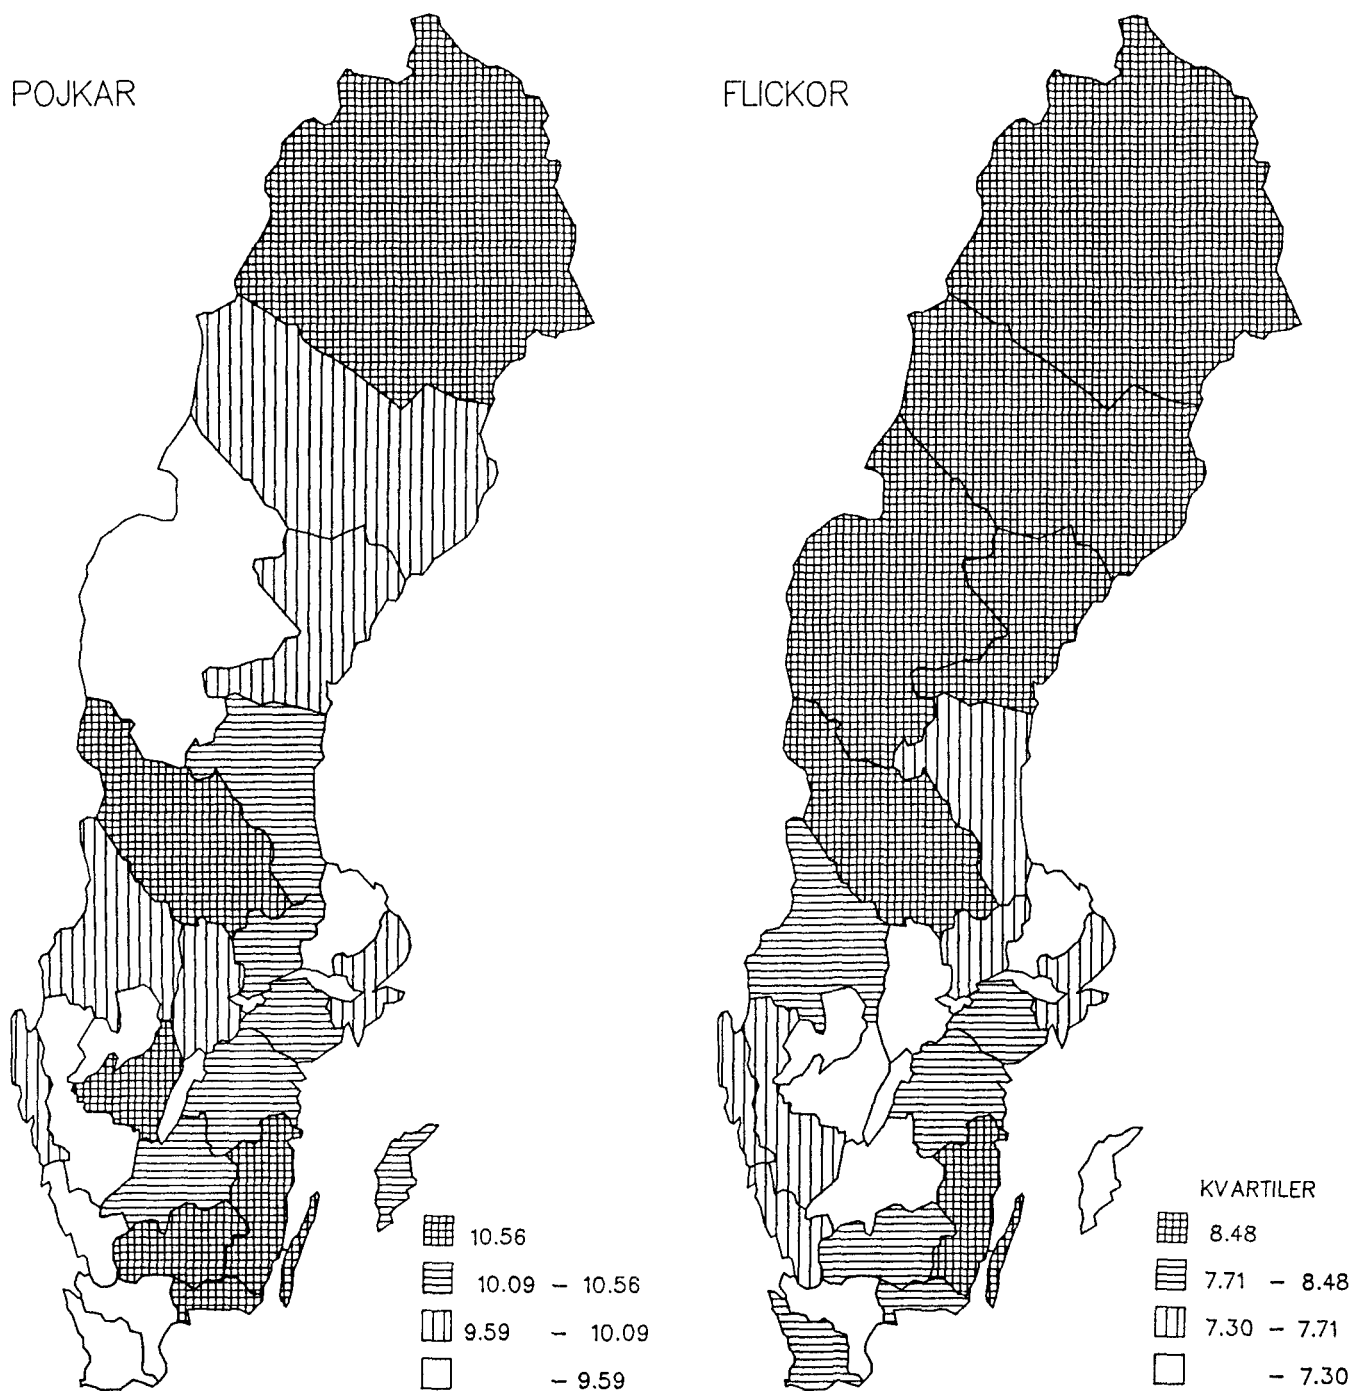 POJKAR
FLICKOR
10.56
10.09 - 10.56
9.59 - 10.09
- 9.59
KVARTILER
8.48
7.71 - 8.48
7.30 - 7.71
- 7.30